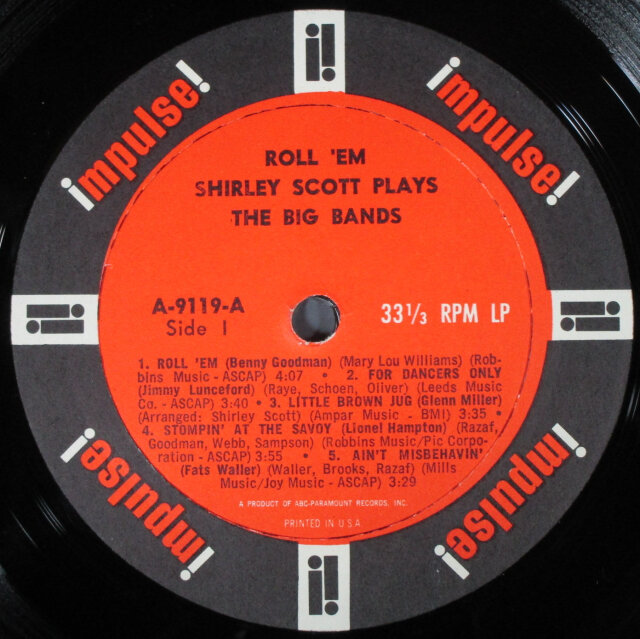 impulse!
impulse!
ROLL 'EM
SHIRLEY SCOTT PLAYS
THE BIG BANDS
A-9119-A
Side 1
33 1/3 RPM LP
1. ROLL 'EM (Benny Goodman) (Mary Lou Williams) (Rob-
bins Music - ASCAP) 4:07 • 2. FOR DANCERS ONLY
(Jimmy Lunceford) (Raye, Schoen, Oliver) (Leeds Music
Co. - ASCAP) 3:40 • 3. LITTLE BROWN JUG (Glenn Miller)
(Arranged: Shirley Scott) (Ampar Music - BMI) 3:35 •
4. STOMPIN' AT THE SAVOY (Lionel Hampton) (Razaf,
Goodman, Webb, Sampson) (Robbins Music/Pic Corpo-
ration - ASCAP) 3:55 • 5. AIN'T MISBEHAVIN'
(Fats Waller) (Waller, Brooks, Razaf) (Mills
Music/Joy Music - ASCAP) 3:29
A PRODUCT OF ABC-PARAMOUNT RECORDS, INC.
PRINTED IN U.S.A.
impulse!
impulse!